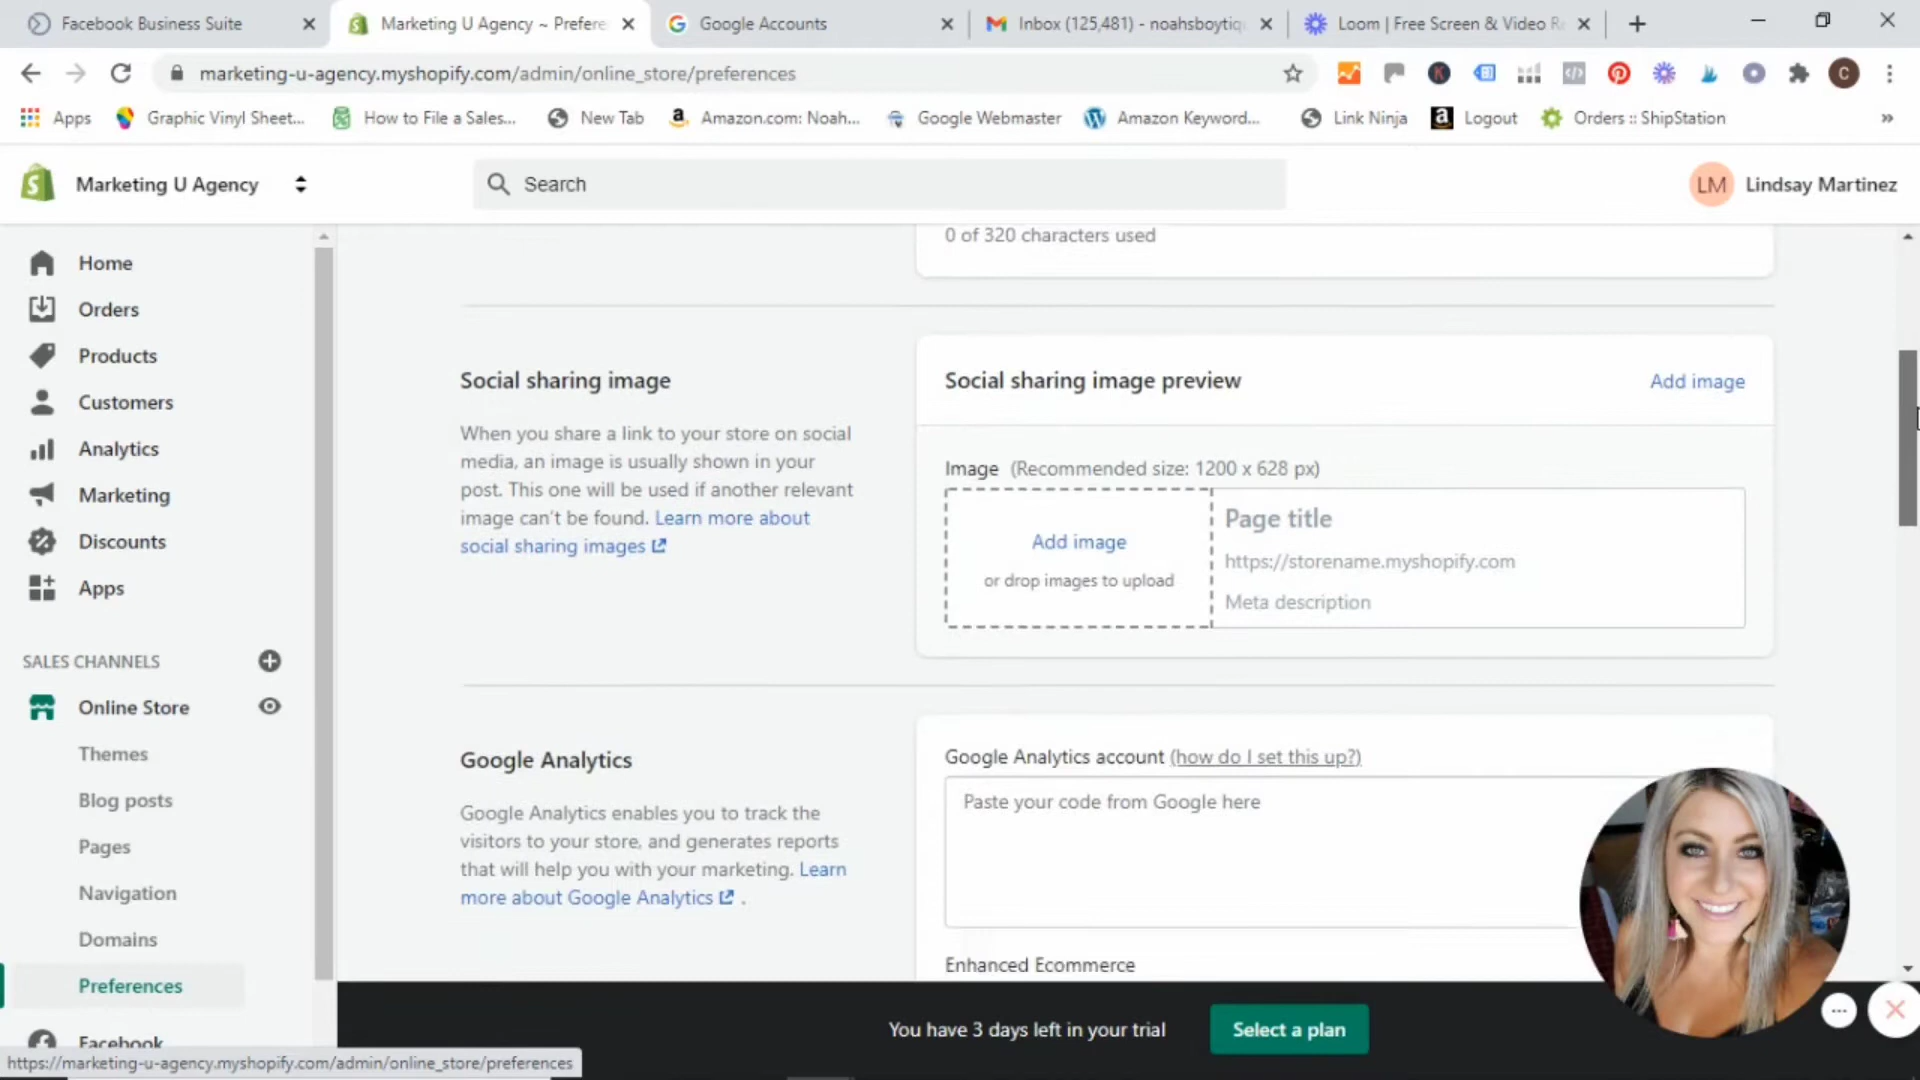 Facebook Business Suite
Marketing U Agency ~ Prefere
Google Accounts
Inbox (125,481) - noahsboytiq
Loom | Free Screen & Video Re
marketing-u-agency.myshopify.com/admin/online_store/preferences
C
Apps
Graphic Vinyl Sheet...
How to File a Sales...
New Tab
Amazon.com: Noah...
Google Webmaster
Amazon Keyword...
Link Ninja
Logout
Orders :: ShipStation
»
Marketing U Agency
Search
LM
Lindsay Martinez
Home
Orders
Products
Customers
Analytics
Marketing
Discounts
Apps
SALES CHANNELS
Online Store
Themes
Blog posts
Pages
Navigation
Domains
Preferences
Facebook
0 of 320 characters used
Social sharing image
When you share a link to your store on social
media, an image is usually shown in your
post. This one will be used if another relevant
image can't be found. Learn more about
social sharing images
Social sharing image preview
Add image
Image (Recommended size: 1200 x 628 px)
Add image
or drop images to upload
Page title
https://storename.myshopify.com
Meta description
Google Analytics
Google Analytics enables you to track the
visitors to your store, and generates reports
that will help you with your marketing. Learn
more about Google Analytics .
Google Analytics account (how do I set this up?)
Paste your code from Google here
Enhanced Ecommerce
You have 3 days left in your trial
Select a plan
https://marketing-u-agency.myshopify.com/admin/online_store/preferences